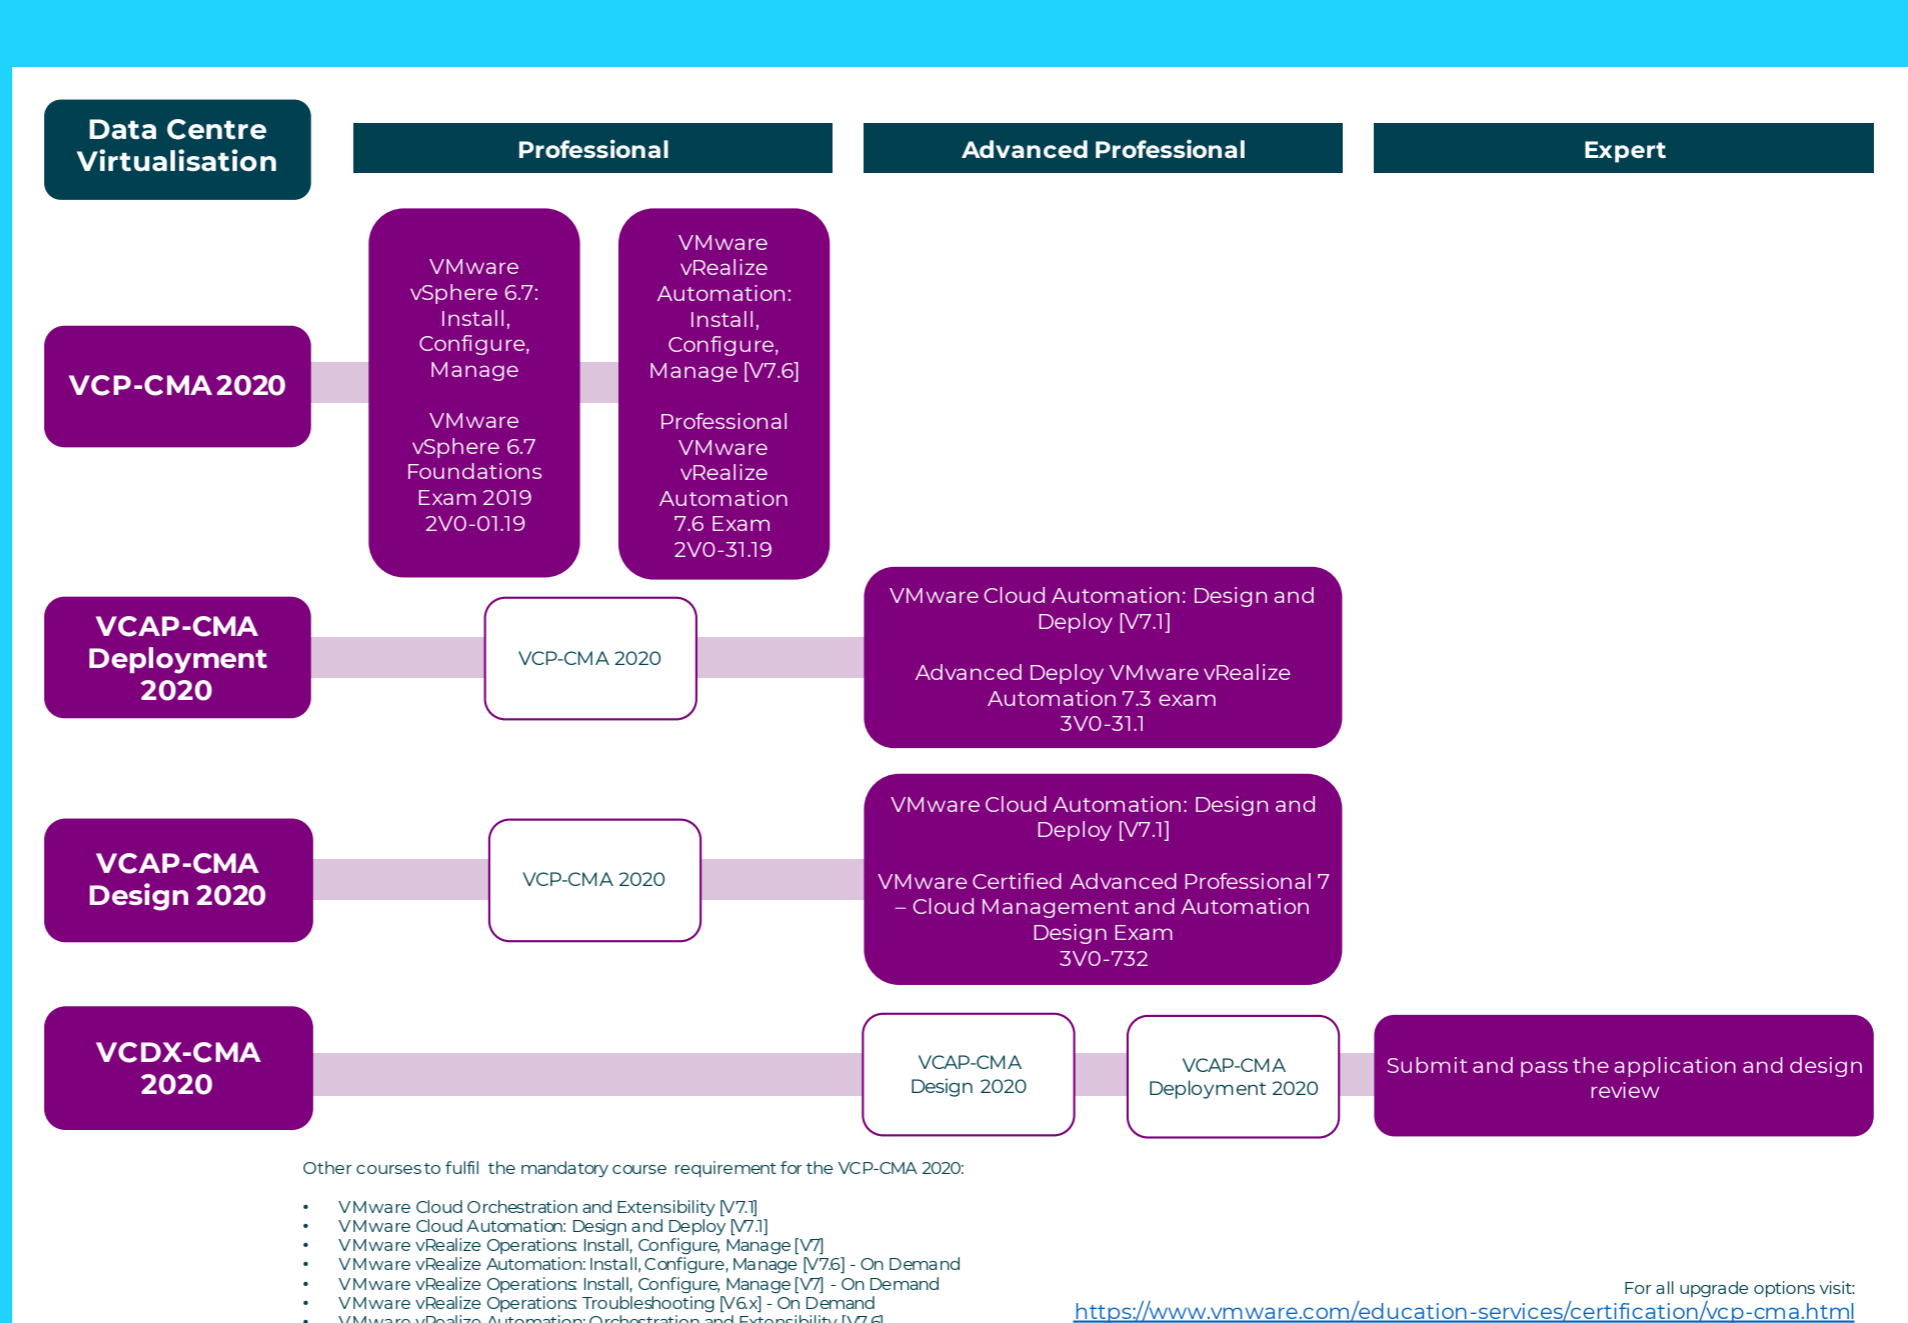 Data Centre
Virtualisation
Professional
Advanced Professional
Expert
VCP-CMA 2020
VMware
vSphere 6.7:
Install,
Configure,
Manage
VMware
vSphere 6.7
Foundations
Exam 2019
2V0-01.19
VMware
vRealize
Automation:
Install,
Configure,
Manage [V7.6]
Professional
VMware
vRealize
Automation
7.6 Exam
2V0-31.19
VCAP-CMA
Deployment
2020
VCP-CMA 2020
VMware Cloud Automation: Design and
Deploy [V7.1]
Advanced Deploy VMware vRealize
Automation 7.3 exam
3V0-31.1
VCAP-CMA
Design 2020
VCP-CMA 2020
VMware Cloud Automation: Design and
Deploy [V7.1]
VMware Certified Advanced Professional 7
– Cloud Management and Automation
Design Exam
3V0-732
VCDX-CMA
2020
VCAP-CMA
Design 2020
VCAP-CMA
Deployment 2020
Submit and pass the application and design
review
Other courses to fulfil the mandatory course requirement for the VCP-CMA 2020:
• VMware Cloud Orchestration and Extensibility [V7.1]
• VMware Cloud Automation: Design and Deploy [V7.1]
• VMware vRealize Operations: Install, Configure, Manage [V7]
• VMware vRealize Automation: Install, Configure, Manage [V7.6] - On Demand
• VMware vRealize Operations: Install, Configure, Manage [V7] - On Demand
• VMware vRealize Operations: Troubleshooting [V6.x] - On Demand
• VMware vRealize Automation: Orchestration and Extensibility [V7.6]
For all upgrade options visit:
https://www.vmware.com/education-services/certification/vcp-cma.html